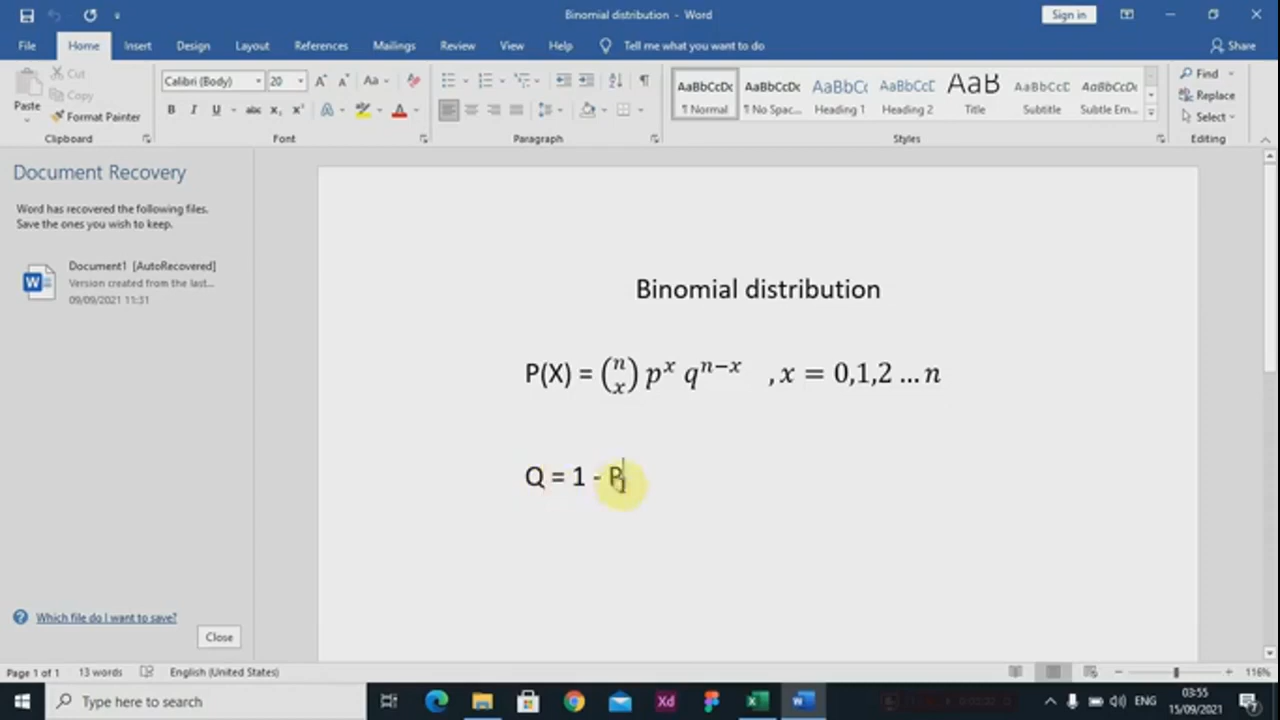 Binomial distribution - Word
Sign in
File Home Insert Design Layout References Mailings Review View Help Tell me what you want to do Share
Paste
Cut
Copy
Format Painter
Clipboard
Calibri (Body) 20
Font
Paragraph
AaBbCcDc ¶ Normal
AaBbCcDc ¶ No Spac...
AaBbCc Heading 1
AaBbCcD Heading 2
AaB Title
AaBbCcD Subtitle
AaBbCcDc Subtle Em...
Styles
Find
Replace
Select
Editing
Document Recovery
Word has recovered the following files.
Save the ones you wish to keep.
Document1 [AutoRecovered]
Version created from the last...
09/09/2021 11:31
Which file do I want to save?
Close
Binomial distribution
P(X) = (n x) p^x q^{n−x} , x = 0,1,2 … n
Q = 1 - P
Page 1 of 1 13 words English (United States) 116%
Type here to search
Xd
ENG
03:55
15/09/2021
7